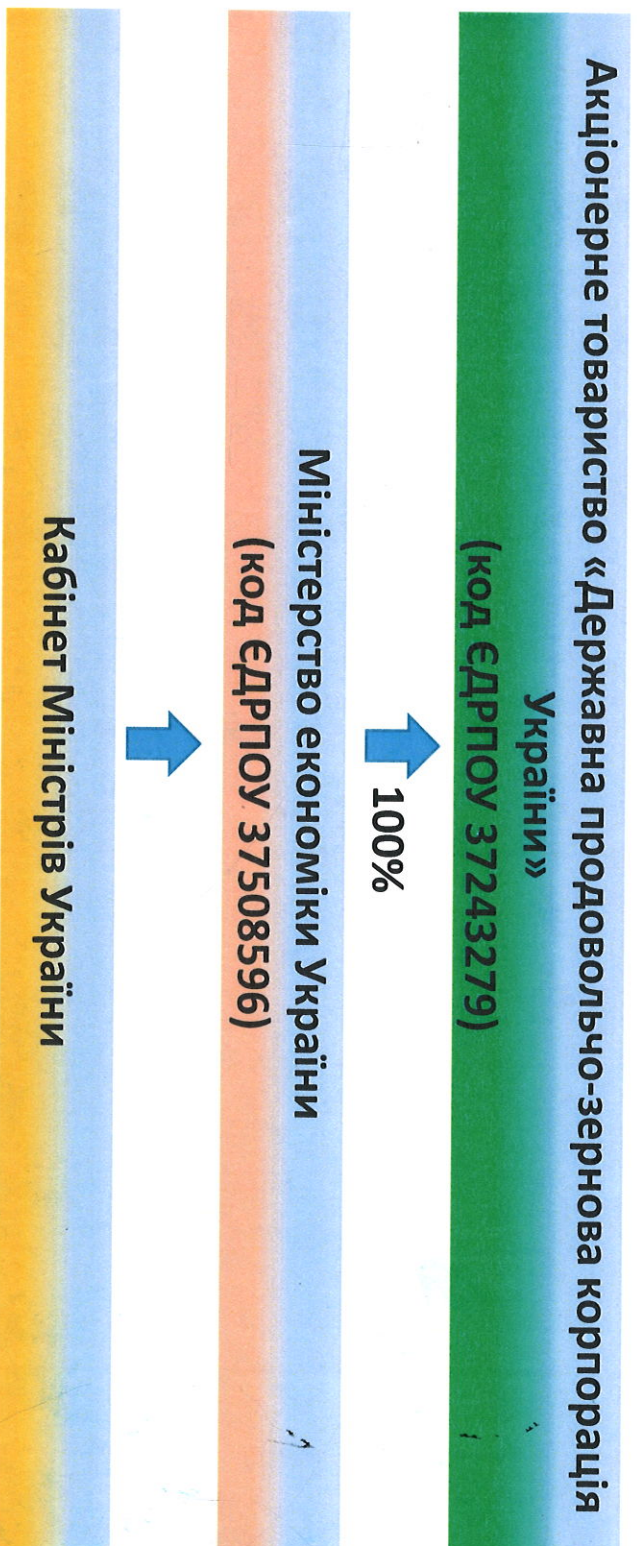 Акціонерне товариство «Державна продовольчо-зернова корпорація
України»
(код ЄДРПОУ 37243279)
100%
Міністерство економіки України
(код ЄДРПОУ 37508596)
Кабінет Міністрів України